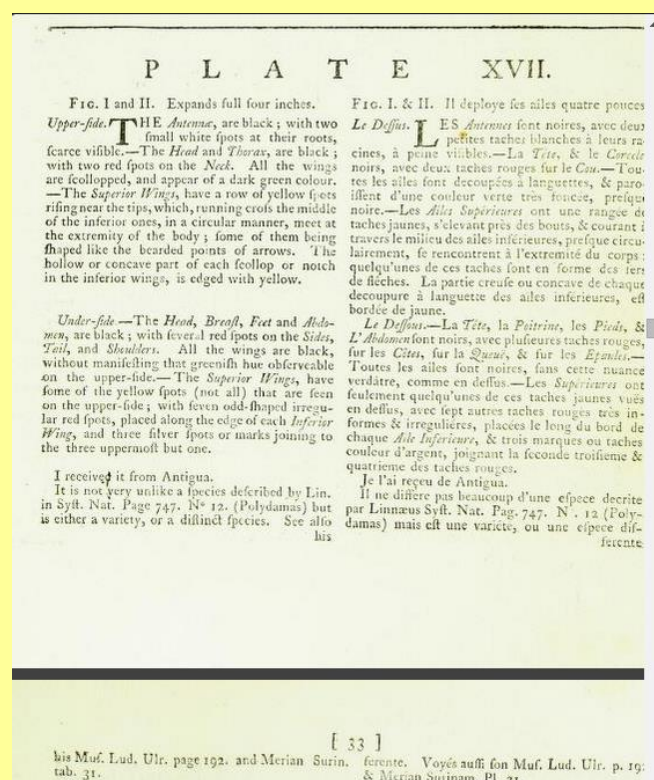 PLATE XVII.
FIG. I and II. Expands full four inches.
Upper-ſide. THE Antennæ, are black; with two
ſmall white ſpots at their roots,
ſcarce viſible.—The Head and Thorax, are black;
with two red ſpots on the Neck. All the wings
are ſcollopped, and appear of a dark green colour.
—The Superior Wings, have a row of yellow ſpots
riſing near the tips, which, running croſs the middle
of the inferior ones, in a circular manner, meet at
the extremity of the body; ſome of them being
ſhaped like the bearded points of arrows. The
hollow or concave part of each ſcollop or notch
in the inferior wings, is edged with yellow.
Under-ſide—The Head, Breaſt, Feet and Abdo-
men, are black; with ſeveral red ſpots on the Sides,
Tail, and Shoulders. All the wings are black,
without manifeſting that greeniſh hue obſerveable
on the upper-ſide.—The Superior Wings, have
ſome of the yellow ſpots (not all) that are ſeen
on the upper-ſide; with ſeven odd-ſhaped irregu-
lar red ſpots, placed along the edge of each Inferior
Wing, and three ſilver ſpots or marks joining to
the three uppermoſt but one.
I received it from Antigua.
It is not very unlike a ſpecies deſcribed by Lin.
in Syſt. Nat. Page 747. Nº 12. (Polydamas) but
is either a variety, or a diſtinct ſpecies. See alſo
his
FIG. I. & II. Il deploye ſes ailes quatre pouces
Le Deſſus. LES Antennes ſont noires, avec deux
petites taches blanches à leurs ra-
cines, à peine viſibles.—La Tête, & le Corcele
noirs, avec deux taches rouges ſur le Cou.—Tou-
tes les ailes ſont decoupées à languettes, & paro-
iſſent d'une couleur verte très foncée, preſque
noire.—Les Ailes Supérieures ont une rangée de
taches jaunes, s'elevant près des bouts, & courant à
travers le milieu des ailes inférieures, preſque circu-
lairement, ſe rencontrent à l'extremité du corps:
quelqu'unes de ces taches ſont en forme des fers
de fléches. La partie creuſe ou concave de chaque
decoupure à languette des ailes inférieures, eſt
bordée de jaune.
Le Deſſous.—La Tête, la Poitrine, les Pieds, &
L'Abdomen ſont noirs, avec pluſieures taches rouges,
ſur les Côtes, ſur la Queuë, & ſur les Epaules.—
Toutes les ailes ſont noires, ſans cette nuance
verdâtre, comme en deſſus.—Les Supérieures ont
ſeulement quelqu'unes de ces taches jaunes vuës
en deſſus, avec ſept autres taches rouges très in-
formes & irregulières, placées le long du bord de
chaque Aile Inferieure, & trois marques ou taches
couleur d'argent, joignant la ſeconde troiſieme &
quatrieme des taches rouges.
Je l'ai reçeu de Antigua.
Il ne differe pas beaucoup d'une eſpece decrite
par Linnæus Syſt. Nat. Pag. 747. N . 12 (Poly-
damas) mais eſt une variéte, ou une eſpece diſ-
ferente
[ 33 ]
his Muſ. Lud. Ulr. page 192. and Merian Surin.
tab. 31.
ferente. Voyés auſſi ſon Muſ. Lud. Ulr. p. 19
& Merian Surinam. Pl. 31.